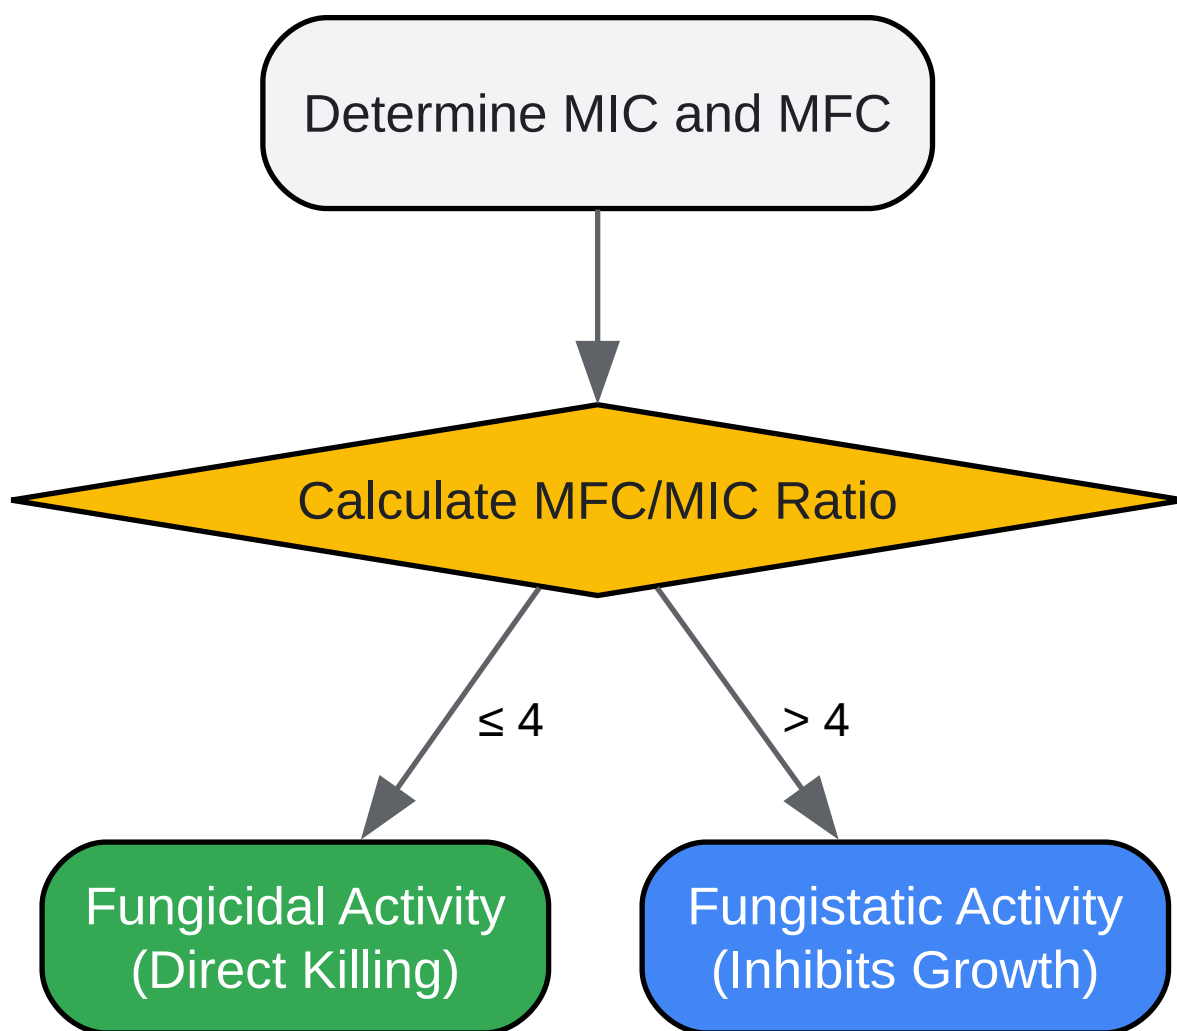 Determine MIC and MFC
Calculate MFC/MIC Ratio
≤ 4
> 4
Fungicidal Activity
(Direct Killing)
Fungistatic Activity
(Inhibits Growth)